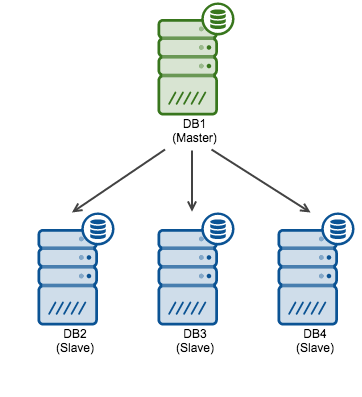 DB1
(Master)
DB2
(Slave)
DB3
(Slave)
DB4
(Slave)